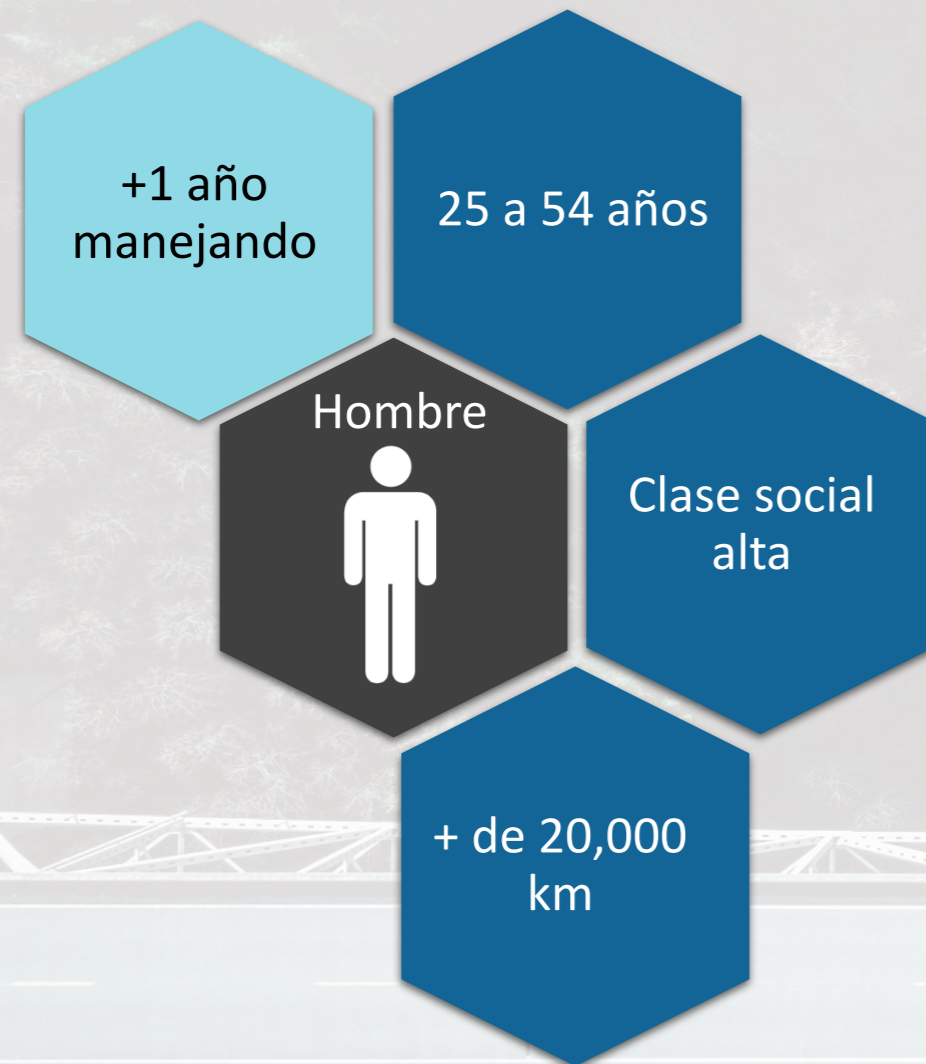 +1 año
manejando
25 a 54 años
Hombre
Clase social
alta
+ de 20,000
km